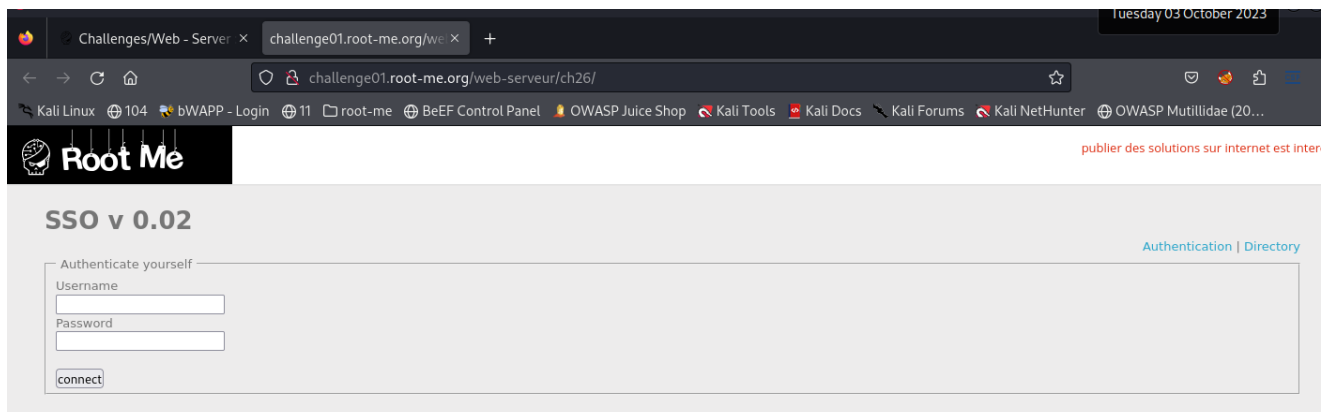 Tuesday 03 October 2023
Challenges/Web - Server
challenge01.root-me.org/we
challenge01.root-me.org/web-serveur/ch26/
Kali Linux 104 bWAPP - Login 11 root-me BeEF Control Panel OWASP Juice Shop Kali Tools Kali Docs Kali Forums Kali NetHunter OWASP Mutillidae (20...
Root Me
publier des solutions sur internet est inter
SSO v 0.02
Authentication | Directory
Authenticate yourself
Username
Password
connect